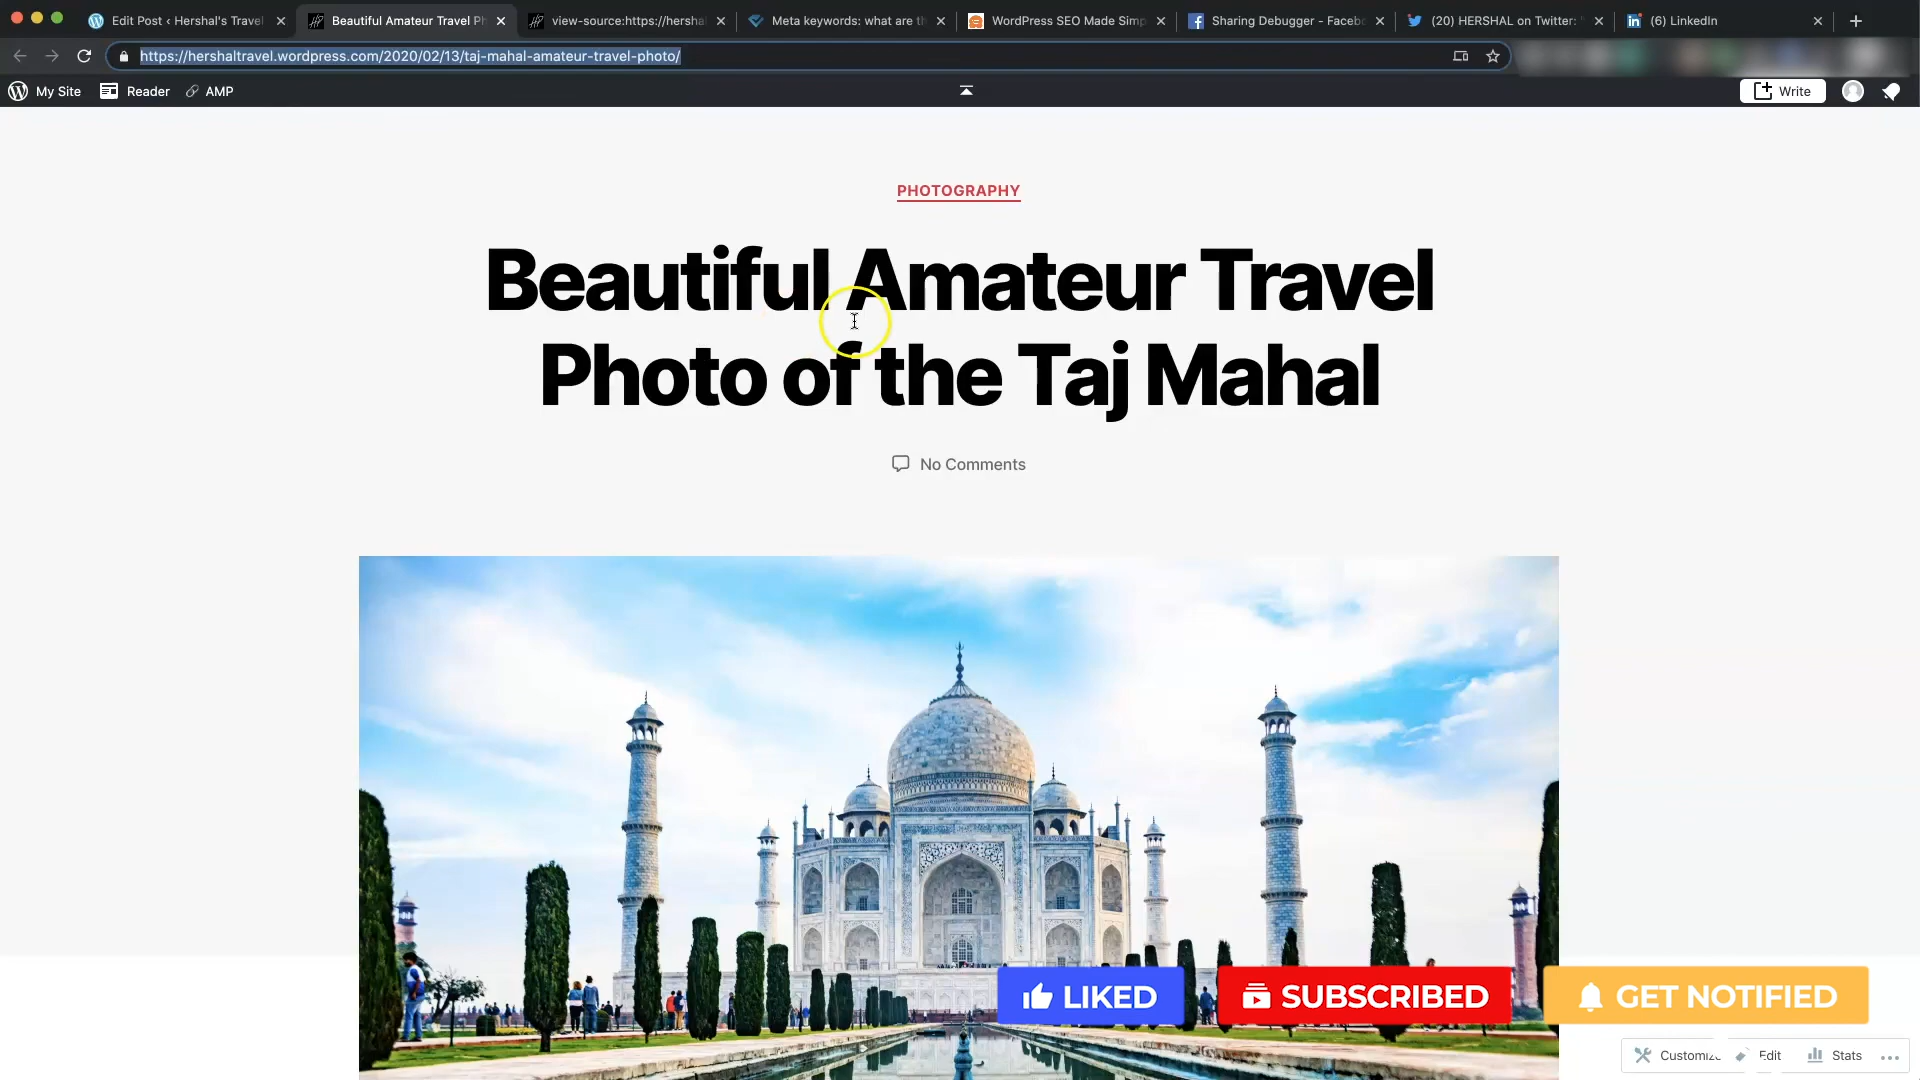 Edit Post ‹ Hershal's Travel
Beautiful Amateur Travel Ph
view-source:https://hershal
Meta keywords: what are th
WordPress SEO Made Simp
Sharing Debugger - Facebo
(20) HERSHAL on Twitter: "
(6) LinkedIn
https://hershaltravel.wordpress.com/2020/02/13/taj-mahal-amateur-travel-photo/
My Site
Reader
AMP
Write
PHOTOGRAPHY
Beautiful Amateur Travel
Photo of the Taj Mahal
No Comments
LIKED
SUBSCRIBED
GET NOTIFIED
Customize
Edit
Stats